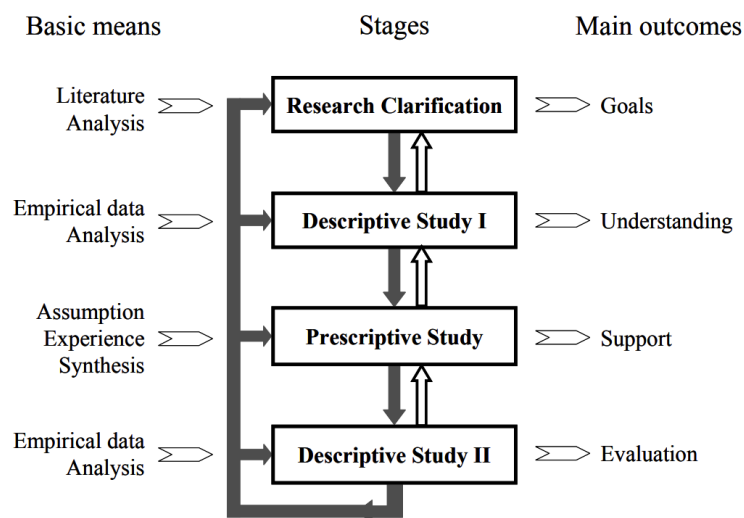 Basic means
Stages
Main outcomes
Literature
Analysis
Research Clarification
Goals
Empirical data
Analysis
Descriptive Study I
Understanding
Assumption
Experience
Synthesis
Prescriptive Study
Support
Empirical data
Analysis
Descriptive Study II
Evaluation